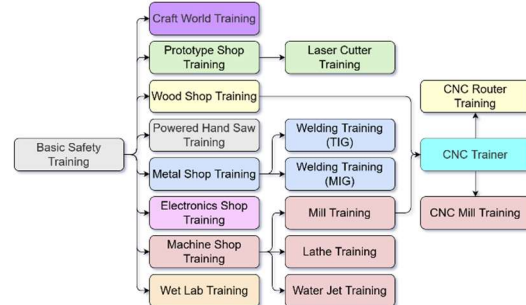 Craft World Training
Prototype Shop
Training
Laser Cutter
Training
Wood Shop Training
CNC Router
Training
Powered Hand Saw
Training
Welding Training
(TIG)
Basic Safety
Training
CNC Trainer
Metal Shop Training
Welding Training
(MIG)
Electronics Shop
Training
Mill Training
CNC Mill Training
Machine Shop
Training
Lathe Training
Wet Lab Training
Water Jet Training